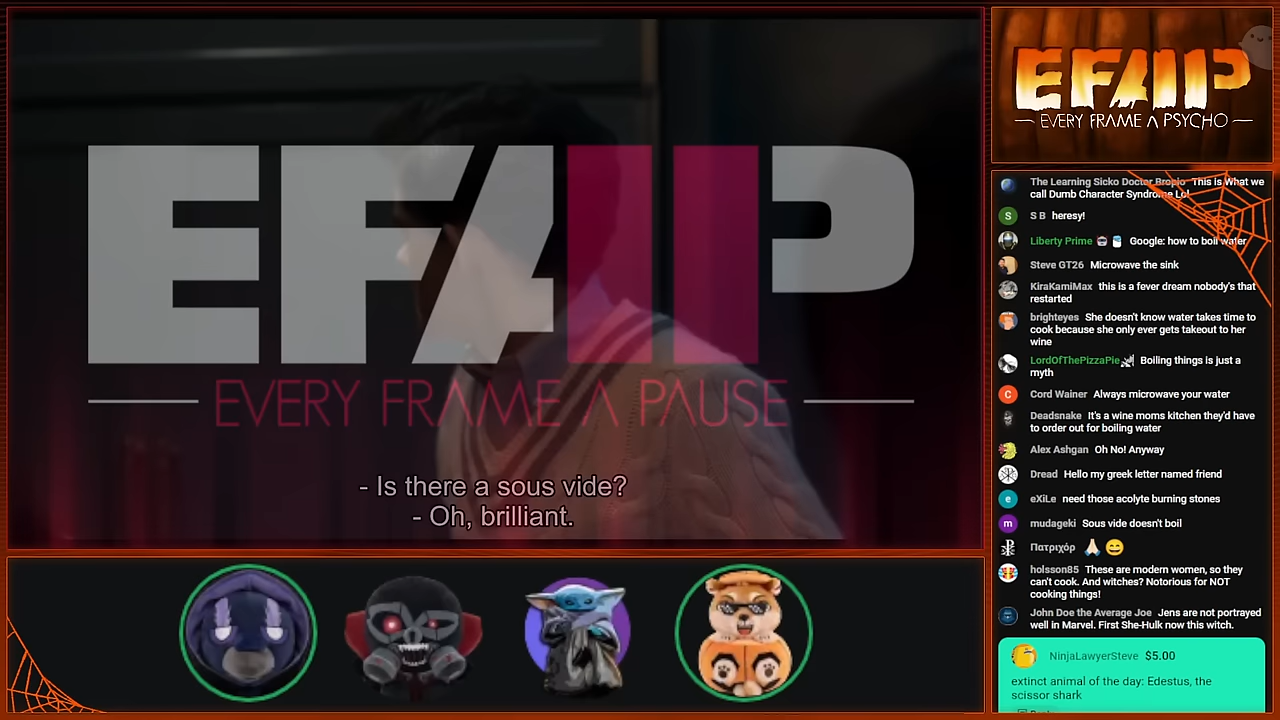 EFAP
EVERY FRAME A PAUSE
- Is there a sous vide?
- Oh, brilliant.
EFAP
EVERY FRAME A PSYCHO
The Learning Sicko Doctor Bropio This is What we
call Dumb Character Syndrome Lol
S
S B heresy!
Liberty Prime Google: how to boil water
Steve GT26 Microwave the sink
KiraKamiMax this is a fever dream nobody's that
restarted
brighteyes She doesn't know water takes time to
cook because she only ever gets takeout to her
wine
LordOfThePizzaPie Boiling things is just a
myth
C
Cord Wainer Always microwave your water
Deadsnake It's a wine moms kitchen they'd have
to order out for boiling water
Alex Ashgan Oh No! Anyway
Dread Hello my greek letter named friend
e
eXiLe need those acolyte burning stones
m
mudageki Sous vide doesn't boil
Πατριχόρ 🙏🏻 😄
holsson85 These are modern women, so they
can't cook. And witches? Notorious for NOT
cooking things!
John Doe the Average Joe Jens are not portrayed
well in Marvel. First She-Hulk now this witch.
NinjaLawyerSteve $5.00
extinct animal of the day: Edestus, the
scissor shark